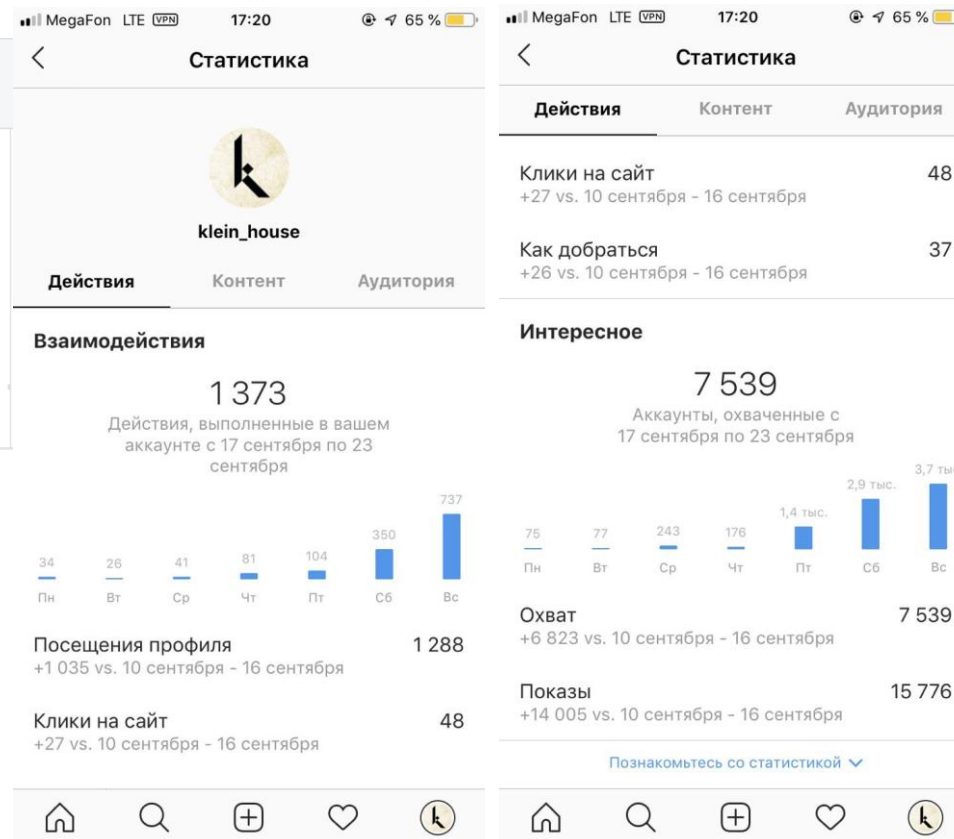 MegaFon LTE VPN 17:20 65 %
Статистика
klein_house
Действия Контент Аудитория
Взаимодействия
1 373
Действия, выполненные в вашем
аккаунте с 17 сентября по 23
сентября
34 26 41 81 104 350 737
Пн Вт Ср Чт Пт Сб Вс
Посещения профиля 1 288
+1 035 vs. 10 сентября - 16 сентября
Клики на сайт 48
+27 vs. 10 сентября - 16 сентября
MegaFon LTE VPN 17:20 65 %
Статистика
Действия Контент Аудитория
Клики на сайт 48
+27 vs. 10 сентября - 16 сентября
Как добраться 37
+26 vs. 10 сентября - 16 сентября
Интересное
7 539
Аккаунты, охваченные с
17 сентября по 23 сентября
75 77 243 176 1,4 тыс. 2,9 тыс. 3,7 ты
Пн Вт Ср Чт Пт Сб Вс
Охват 7 539
+6 823 vs. 10 сентября - 16 сентября
Показы 15 776
+14 005 vs. 10 сентября - 16 сентября
Познакомьтесь со статистикой